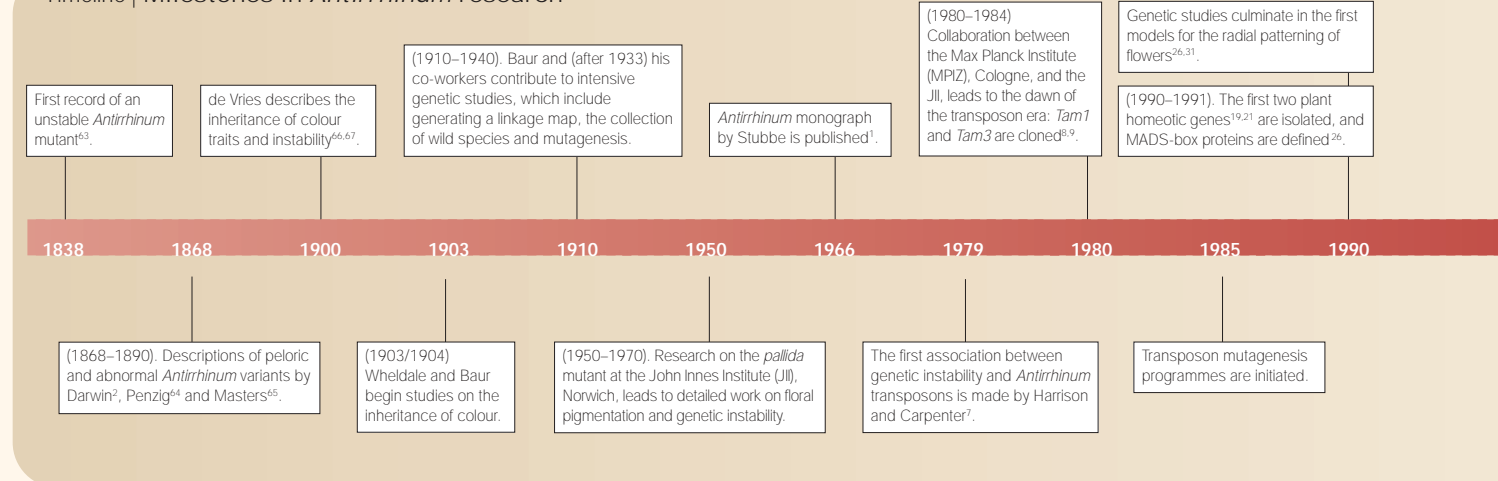 Timeline | Milestones in Antirrhinum research
First record of an
unstable Antirrhinum
mutant63.
de Vries describes the
inheritance of colour
traits and instability66,67.
(1910–1940). Baur and (after 1933) his
co-workers contribute to intensive
genetic studies, which include
generating a linkage map, the collection
of wild species and mutagenesis.
Antirrhinum monograph
by Stubbe is published1.
(1980–1984)
Collaboration between
the Max Planck Institute
(MPIZ), Cologne, and the
JII, leads to the dawn of
the transposon era: Tam1
and Tam3 are cloned8,9.
Genetic studies culminate in the first
models for the radial patterning of
flowers26,31.
(1990–1991). The first two plant
homeotic genes19,21 are isolated, and
MADS-box proteins are defined26.
1838 1868 1900 1903 1910 1950 1966 1979 1980 1985 1990
(1868–1890). Descriptions of peloric
and abnormal Antirrhinum variants by
Darwin2, Penzig64 and Masters65.
(1903/1904)
Wheldale and Baur
begin studies on the
inheritance of colour.
(1950–1970). Research on the pallida
mutant at the John Innes Institute (JII),
Norwich, leads to detailed work on floral
pigmentation and genetic instability.
The first association between
genetic instability and Antirrhinum
transposons is made by Harrison
and Carpenter7.
Transposon mutagenesis
programmes are initiated.